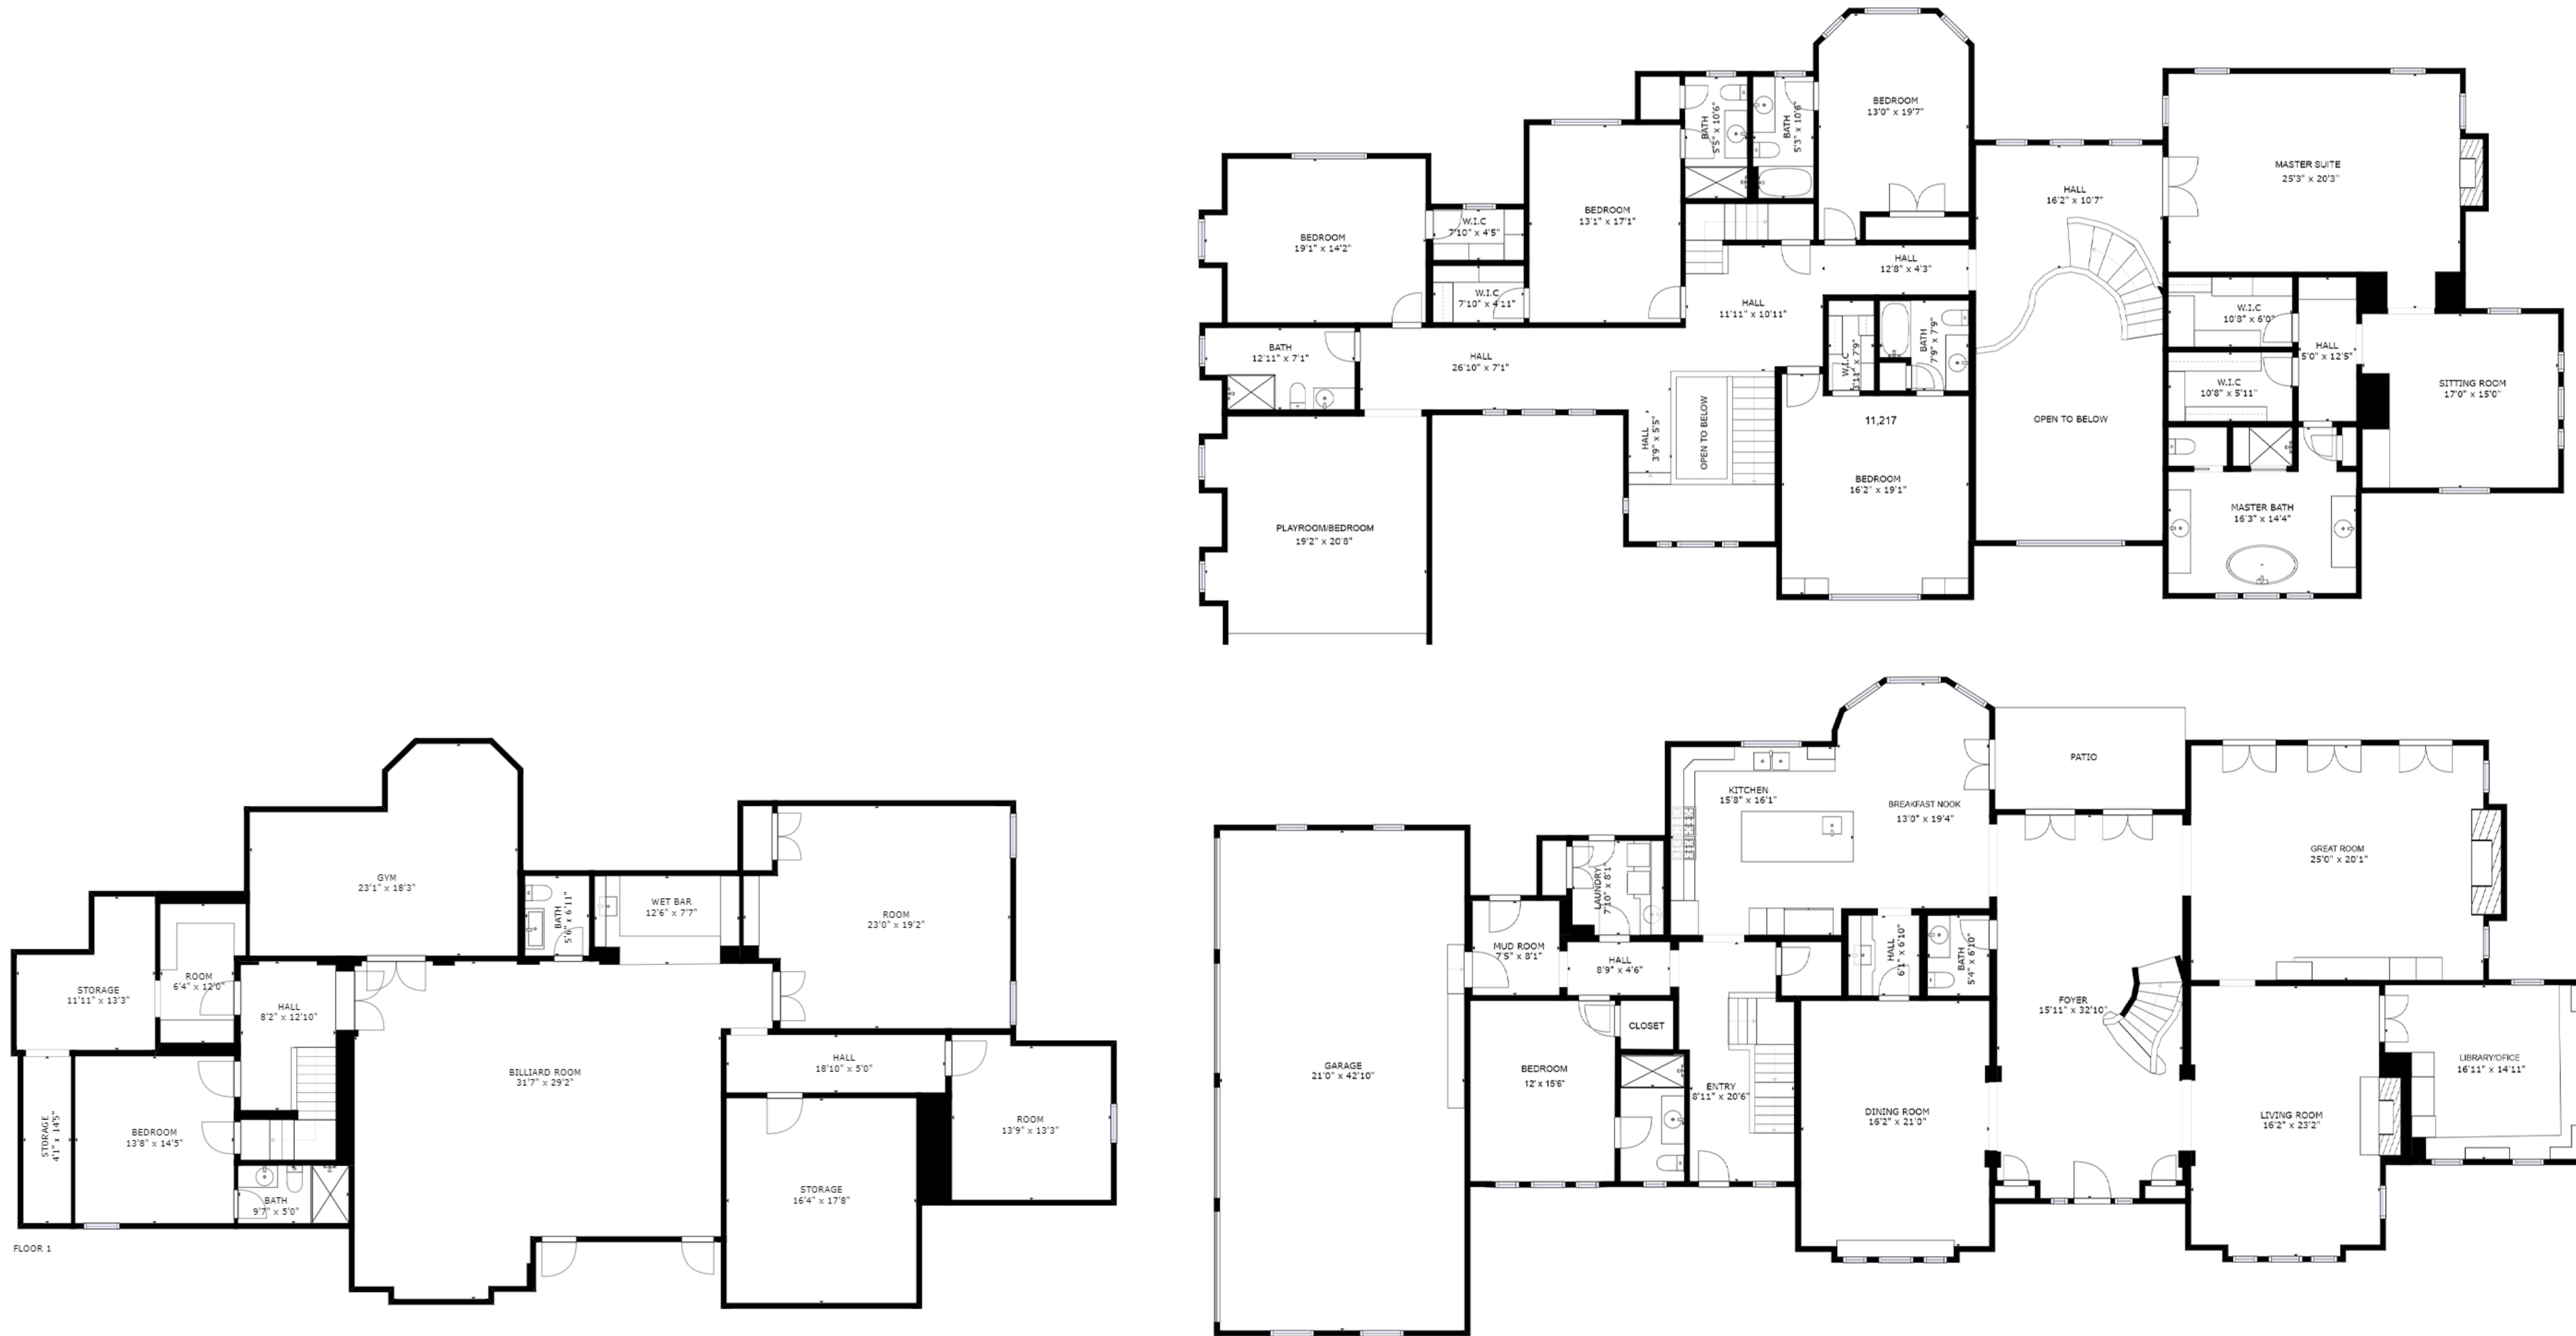 BEDROOM
13'0" x 19'7"
BATH
5'5" x 10'6"
BATH
5'3" x 10'6"
MASTER SUITE
25'3" x 20'3"
HALL
16'2" x 10'7"
BEDROOM
13'1" x 17'1"
W.I.C
7'10" x 4'5"
BEDROOM
19'1" x 14'2"
HALL
12'8" x 4'3"
W.I.C
7'10" x 4'11"
HALL
11'11" x 10'11"
W.I.C
10'8" x 6'0"
BATH
12'11" x 7'1"
HALL
26'10" x 7'1"
W.I.C
3'11" x 7'9"
BATH
7'9" x 7'9"
HALL
5'0" x 12'5"
W.I.C
10'8" x 5'11"
SITTING ROOM
17'0" x 15'0"
HALL
3'9" x 5'5"
OPEN TO BELOW
11,217
OPEN TO BELOW
BEDROOM
16'2" x 19'1"
MASTER BATH
16'3" x 14'4"
PLAYROOM/BEDROOM
19'2" x 20'8"
GYM
23'1" x 18'3"
BATH
5'6" x 6'11"
WET BAR
12'6" x 7'7"
ROOM
23'0" x 19'2"
STORAGE
11'11" x 13'3"
ROOM
6'4" x 12'0"
HALL
8'2" x 12'10"
BILLIARD ROOM
31'7" x 29'2"
HALL
18'10" x 5'0"
STORAGE
4'1" x 14'5"
BEDROOM
13'8" x 14'5"
ROOM
13'9" x 13'3"
BATH
9'7" x 5'0"
STORAGE
16'4" x 17'8"
FLOOR 1
PATIO
KITCHEN
15'8" x 16'1"
BREAKFAST NOOK
13'0" x 19'4"
GREAT ROOM
25'0" x 20'1"
LAUNDRY
7'10" x 8'1"
MUD ROOM
7'5" x 8'1"
HALL
8'9" x 4'6"
HALL
6'1" x 6'10"
BATH
5'4" x 6'10"
FOYER
15'11" x 32'10"
CLOSET
GARAGE
21'0" x 42'10"
BEDROOM
12' x 15'6"
ENTRY
8'11" x 20'6"
DINING ROOM
16'2" x 21'0"
LIVING ROOM
16'2" x 23'2"
LIBRARY/OFICE
16'11" x 14'11"